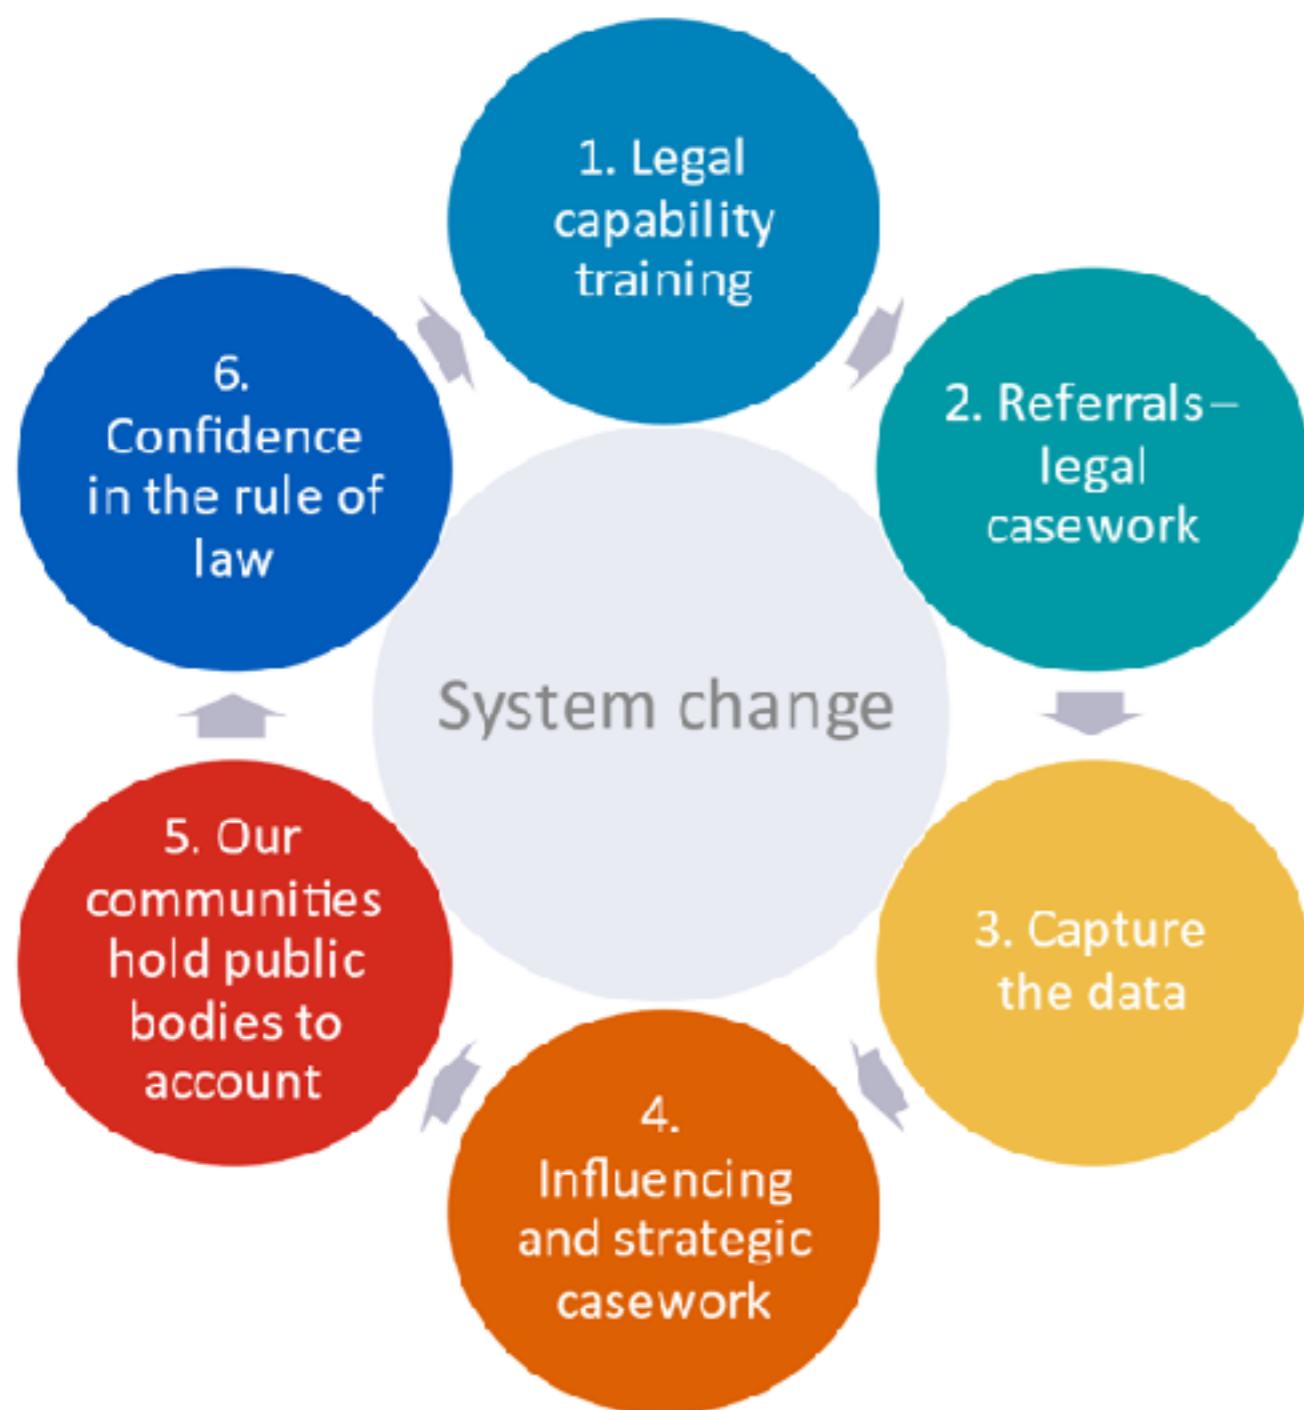 1. Legal
capability
training
2. Referrals –
legal
casework
3. Capture
the data
4.
Influencing
and strategic
casework
5. Our
communities
hold public
bodies to
account
6.
Confidence
in the rule of
law
System change